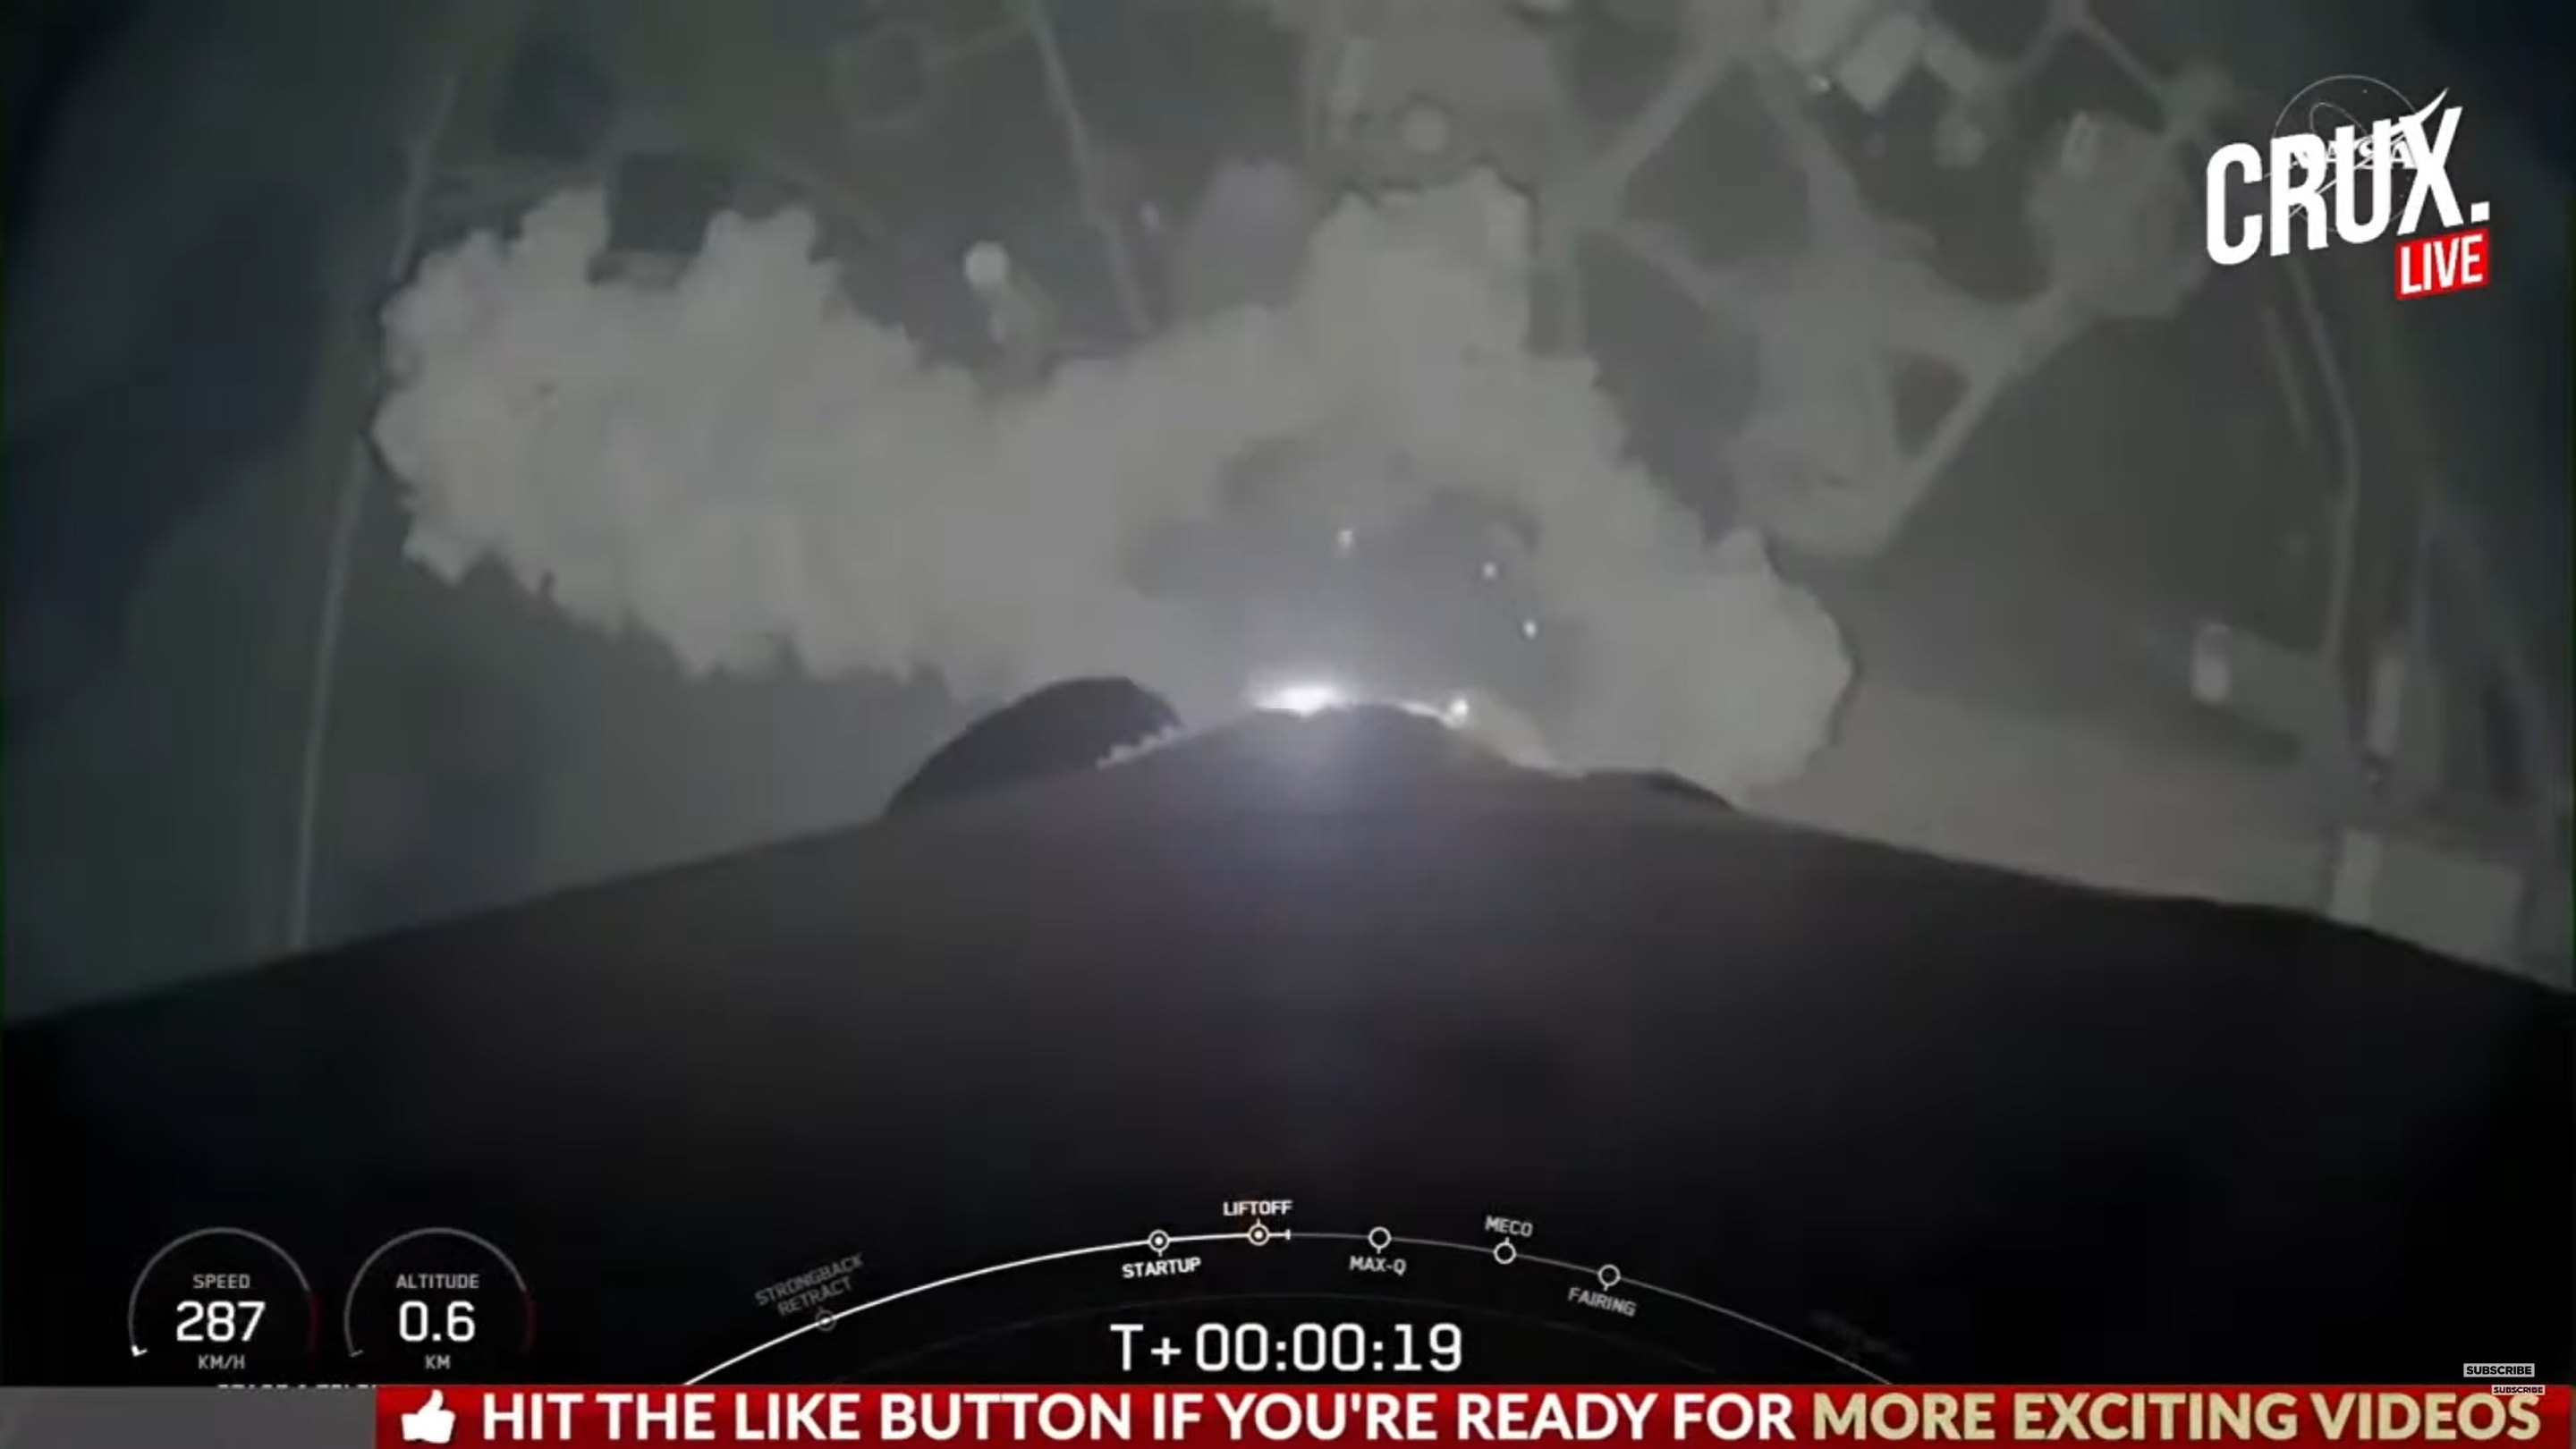 CRUX.
LIVE
LIFTOFF
MECO
STARTUP
MAX-Q
STRONGBACK
RETRACT
FAIRING
SPEED
287
KM/H
ALTITUDE
0.6
KM
T+00:00:19
SUBSCRIBE
SUBSCRIBE
HIT THE LIKE BUTTON IF YOU'RE READY FOR MORE EXCITING VIDEOS